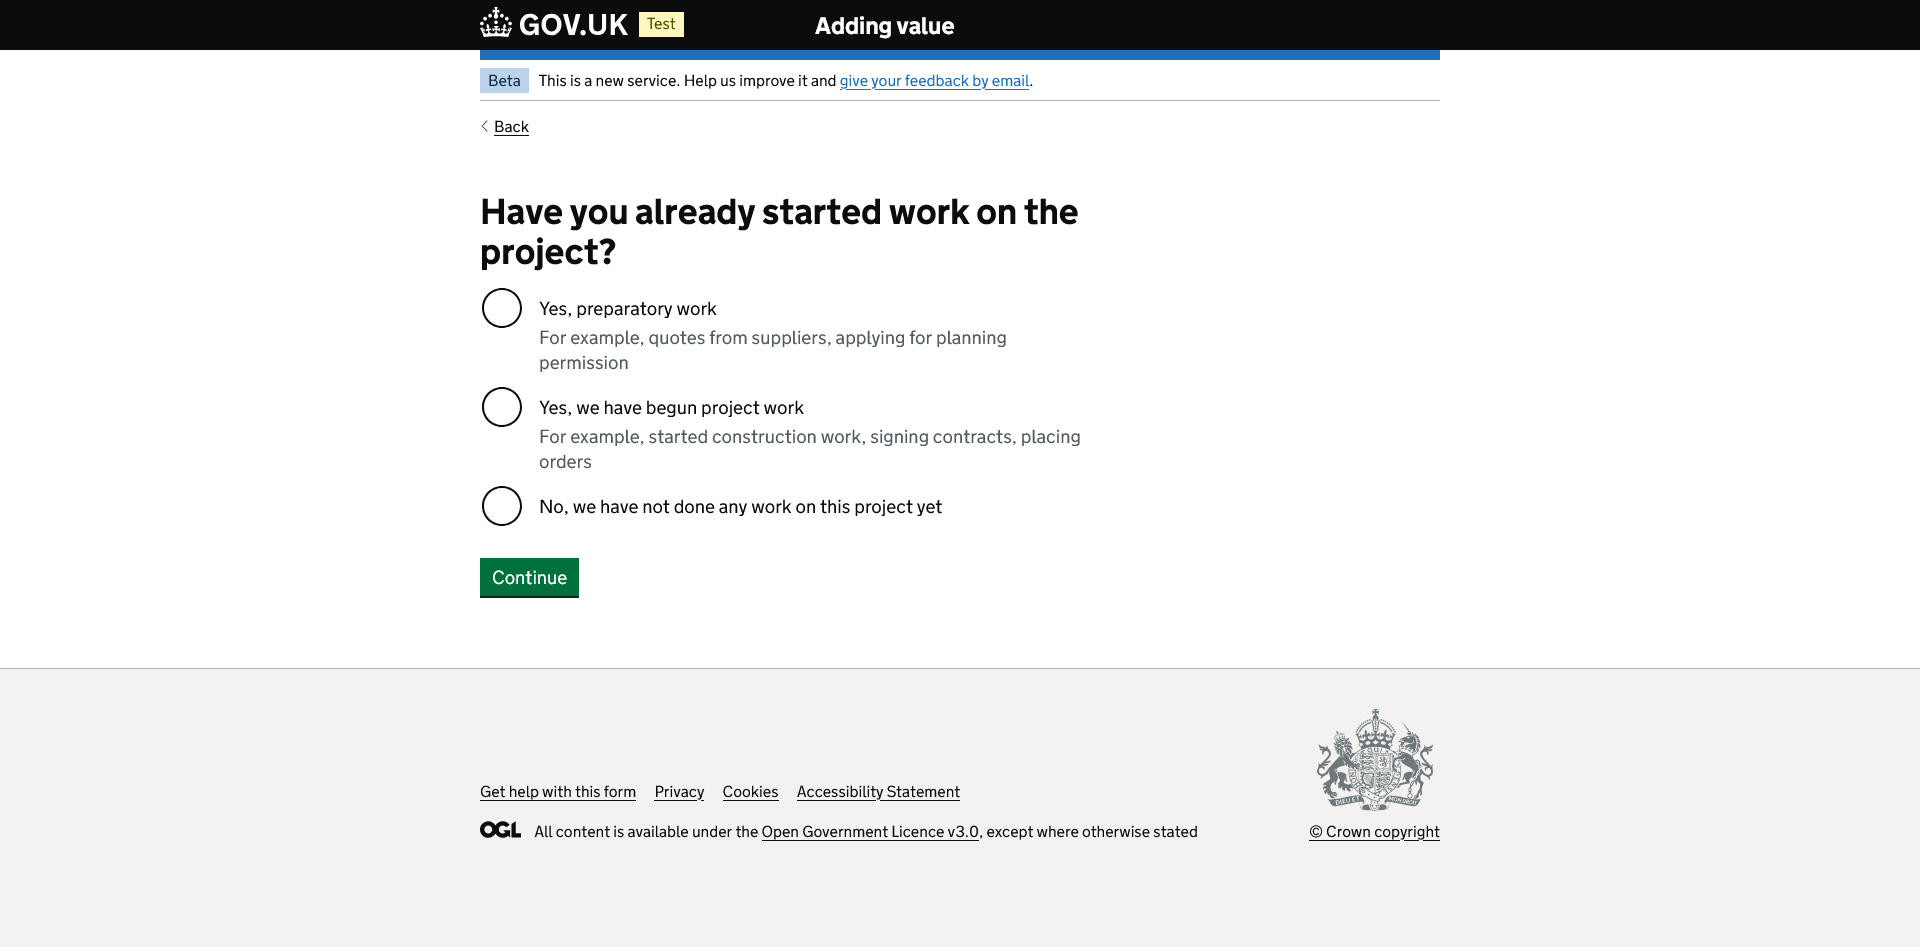 GOV.UK Test Adding value
Beta This is a new service. Help us improve it and give your feedback by email.
Back
Have you already started work on the
project?
Yes, preparatory work
For example, quotes from suppliers, applying for planning
permission
Yes, we have begun project work
For example, started construction work, signing contracts, placing
orders
No, we have not done any work on this project yet
Continue
Get help with this form Privacy Cookies Accessibility Statement
OGL All content is available under the Open Government Licence v3.0, except where otherwise stated
© Crown copyright